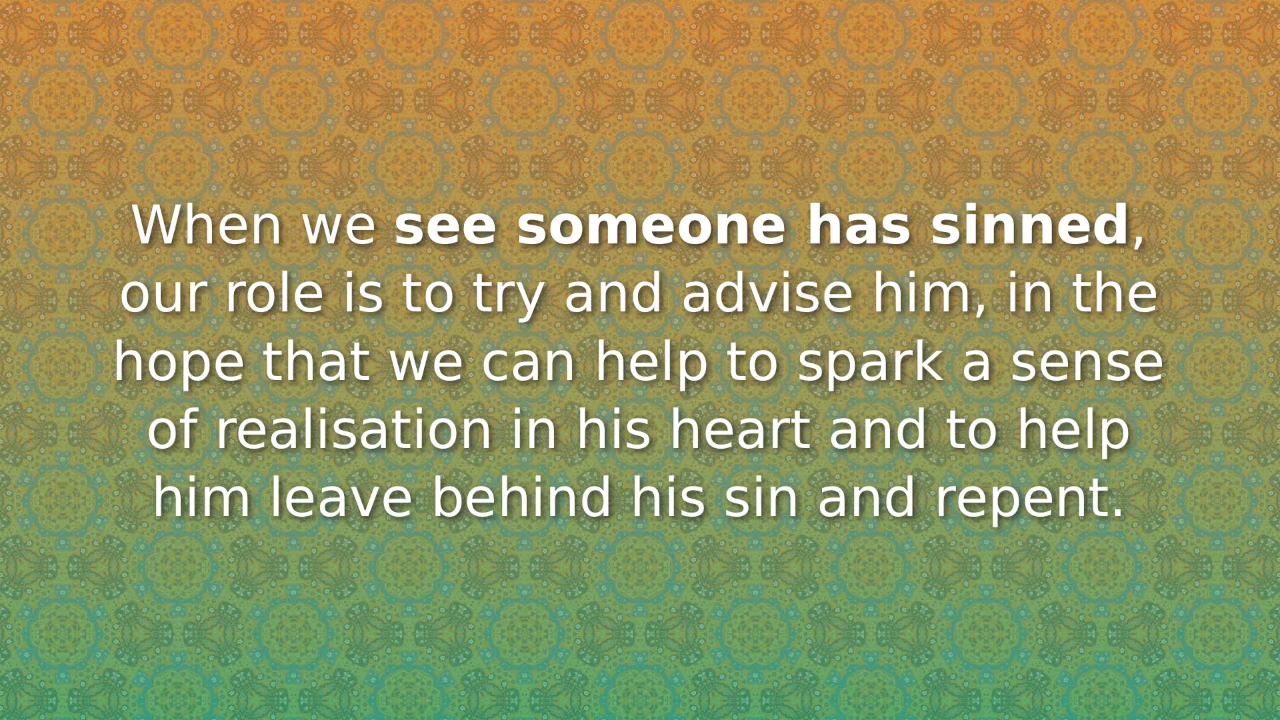 When we see someone has sinned,
our role is to try and advise him, in the
hope that we can help to spark a sense
of realisation in his heart and to help
him leave behind his sin and repent.